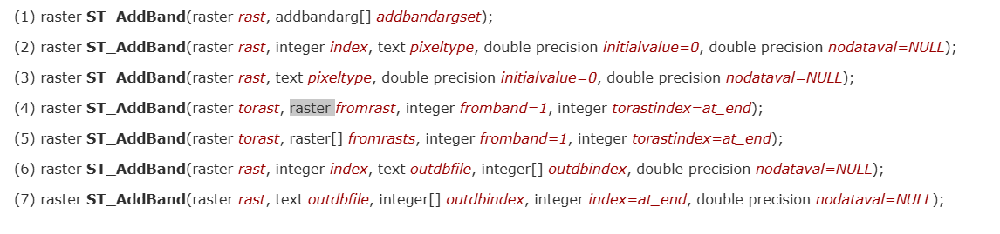 (1) raster ST_AddBand(raster rast, addbandarg[] addbandargset);
(2) raster ST_AddBand(raster rast, integer index, text pixeltype, double precision initialvalue=0, double precision nodataval=NULL);
(3) raster ST_AddBand(raster rast, text pixeltype, double precision initialvalue=0, double precision nodataval=NULL);
(4) raster ST_AddBand(raster torast, raster fromrast, integer fromband=1, integer torastindex=at_end);
(5) raster ST_AddBand(raster torast, raster[] fromrasts, integer fromband=1, integer torastindex=at_end);
(6) raster ST_AddBand(raster rast, integer index, text outdbfile, integer[] outdbindex, double precision nodataval=NULL);
(7) raster ST_AddBand(raster rast, text outdbfile, integer[] outdbindex, integer index=at_end, double precision nodataval=NULL);